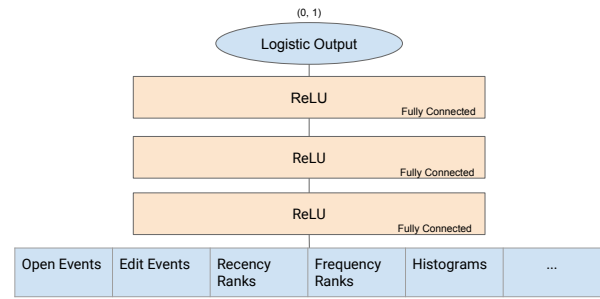 (0, 1)
Logistic Output
ReLU
Fully Connected
ReLU
Fully Connected
ReLU
Fully Connected
Open Events
Edit Events
Recency
Ranks
Frequency
Ranks
Histograms
...